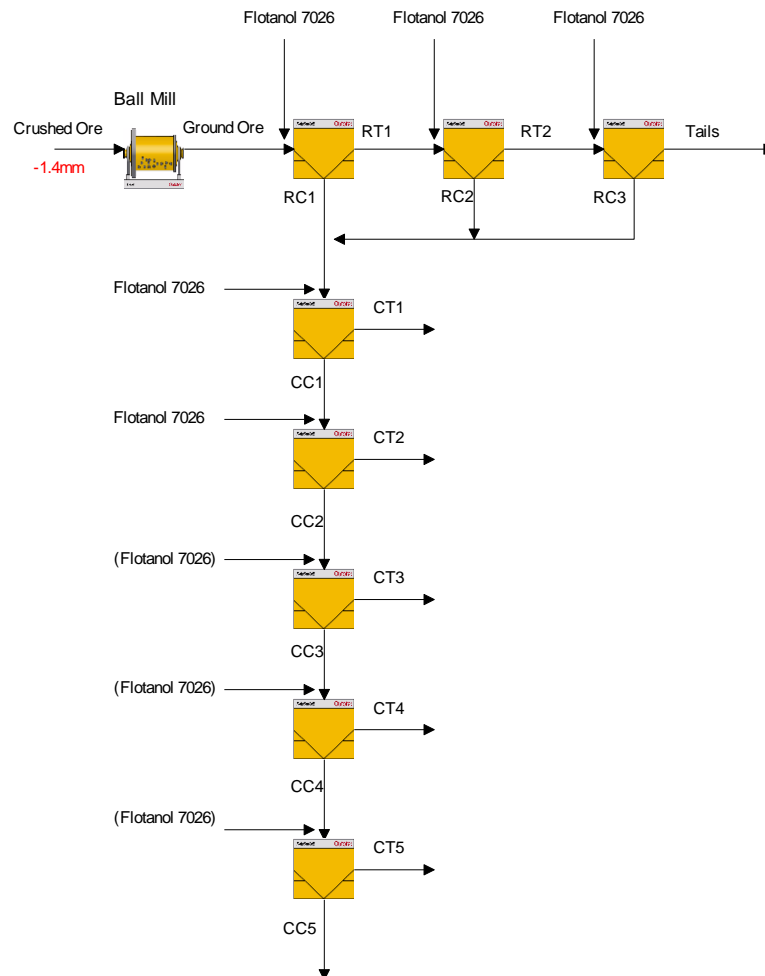 Flotanol 7026
Flotanol 7026
Flotanol 7026
Ball Mill
Crushed Ore
Ground Ore
RT1
RT2
Tails
-1.4mm
RC1
RC2
RC3
Flotanol 7026
CT1
CC1
Flotanol 7026
CT2
CC2
(Flotanol 7026)
CT3
CC3
(Flotanol 7026)
CT4
CC4
(Flotanol 7026)
CT5
CC5